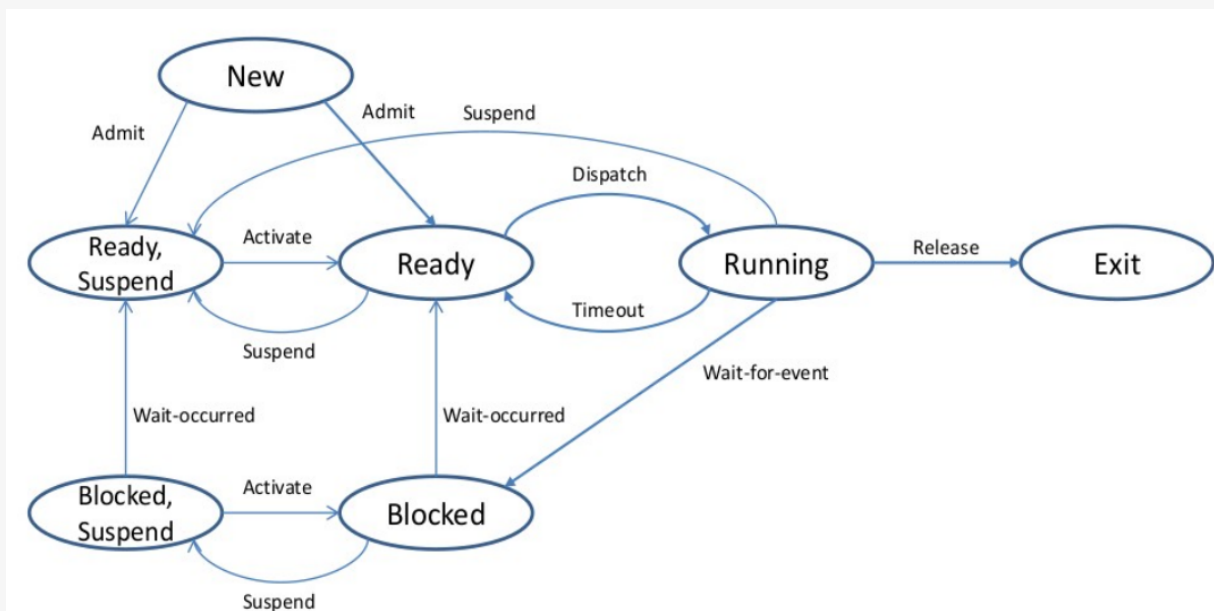 New
Admit
Admit
Suspend
Dispatch
Ready,
Suspend
Activate
Ready
Running
Release
Exit
Timeout
Suspend
Wait-for-event
Wait-occurred
Wait-occurred
Blocked,
Suspend
Activate
Blocked
Suspend